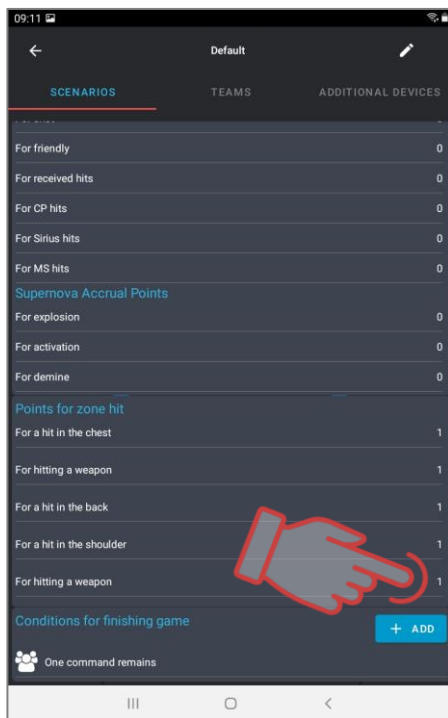 09:11
Default
SCENARIOS TEAMS ADDITIONAL DEVICES
0
For friendly 0
For received hits 0
For CP hits 0
For Sirius hits 0
For MS hits 0
Supernova Accrual Points
For explosion 0
For activation 0
For demine 0
Points for zone hit
For a hit in the chest 1
For hitting a weapon 1
For a hit in the back 1
For a hit in the shoulder 1
For hitting a weapon 1
Conditions for finishing game
+ ADD
One command remains